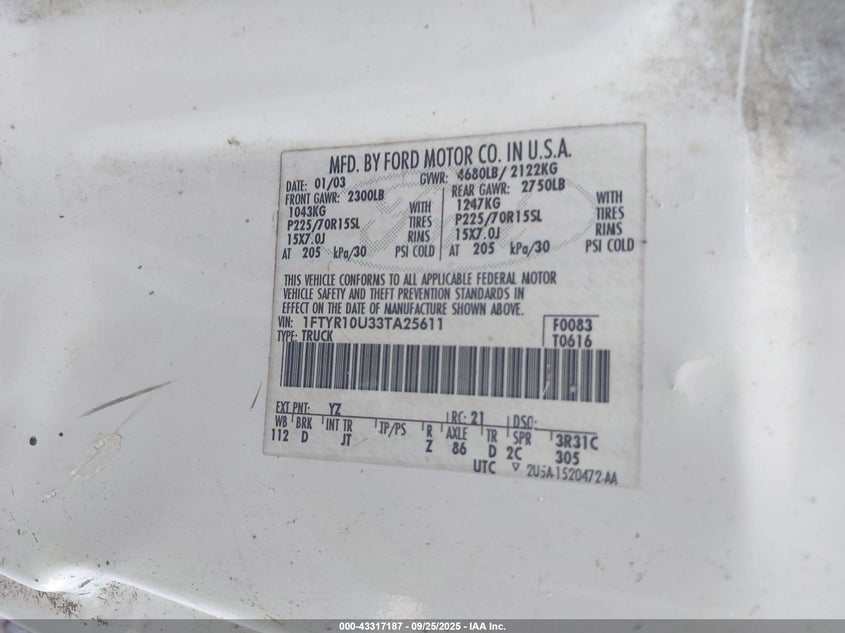 MFD. BY FORD MOTOR CO. IN U.S.A.
DATE: 01/03 GVWR: 4680LB/ 2122KG
FRONT GAWR: 2300LB REAR GAWR: 2750LB
1043KG WITH 1247KG WITH
P225/70R15SL TIRES P225/70R15SL TIRES
15X7.0J RIMS 15X7.0J RIMS
AT 205 kPa/30 PSI COLD AT 205 kPa/30 PSI COLD
THIS VEHICLE CONFORMS TO ALL APPLICABLE FEDERAL MOTOR
VEHICLE SAFETY AND THEFT PREVENTION STANDARDS IN
EFFECT ON THE DATE OF MANUFACTURE SHOWN ABOVE.
VIN: 1FTYR10U33TA25611 F0083
TYPE: TRUCK T0616
EXT PNT: YZ RC: 21 DSO:
WB BRK INT TR TP/PS R AXLE TR SPR 3R31C
112 D JT Z 86 D 2C 305
UTC ▽ 2U5A-1520472-AA
000-43317187 - 09/25/2025 - IAA Inc.